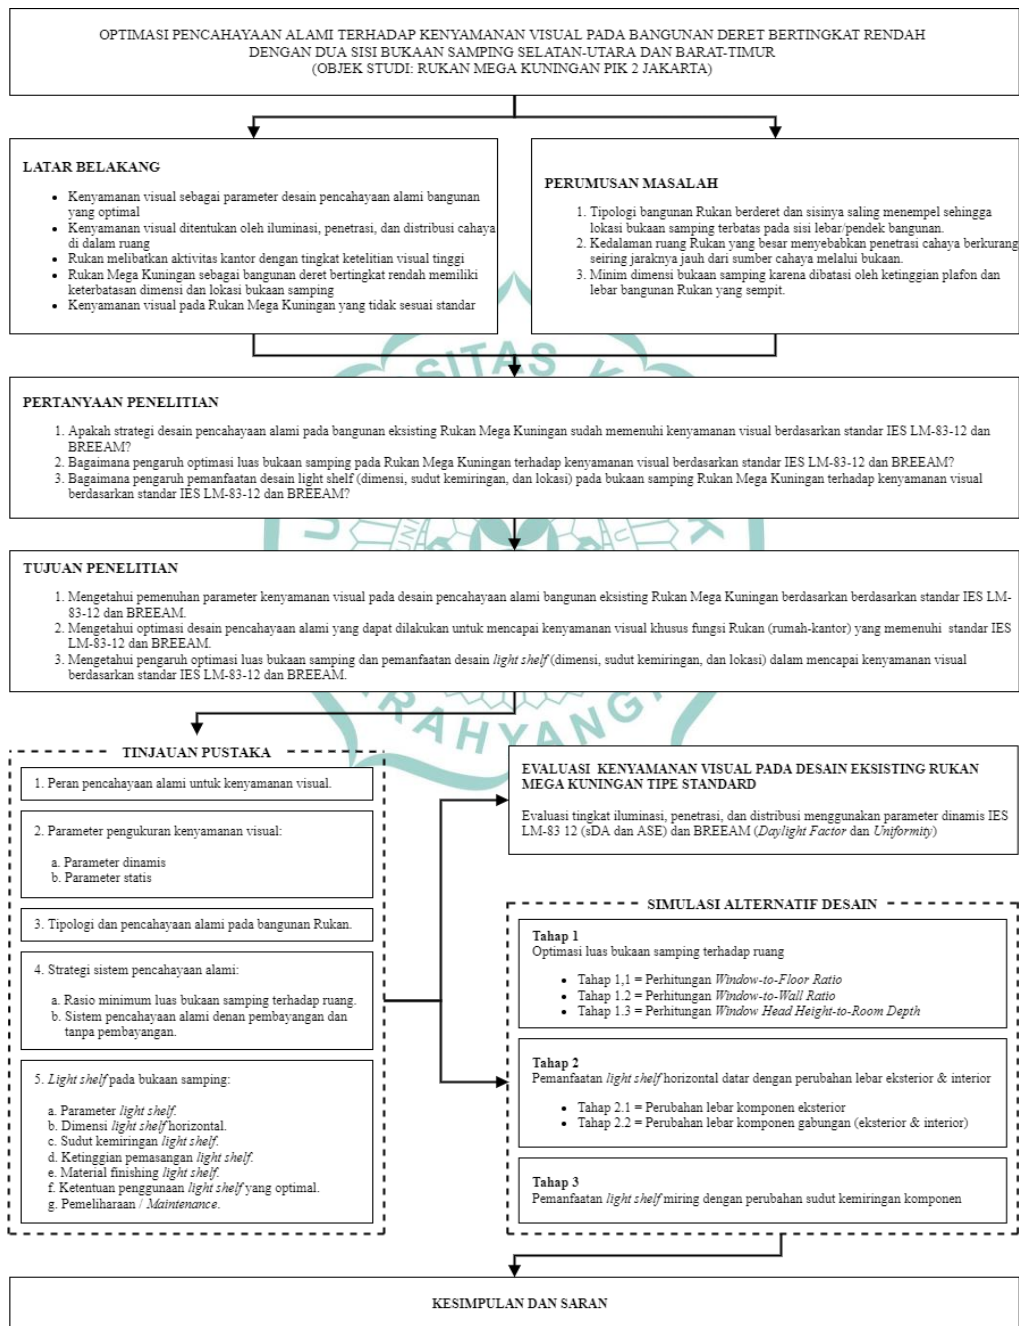 OPTIMASI PENCAHAYAAN ALAMI TERHADAP KENYAMANAN VISUAL PADA BANGUNAN DERET BERTINGKAT RENDAH
DENGAN DUA SISI BUKAAN SAMPING SELATAN-UTARA DAN BARAT-TIMUR
(OBJEK STUDI: RUKAN MEGA KUNINGAN PIK 2 JAKARTA)
LATAR BELAKANG
• Kenyamanan visual sebagai parameter desain pencahayaan alami bangunan
yang optimal
• Kenyamanan visual ditentukan oleh iluminasi, penetrasi, dan distribusi cahaya
di dalam ruang
• Rukan melibatkan aktivitas kantor dengan tingkat ketelitian visual tinggi
• Rukan Mega Kuningan sebagai bangunan deret bertingkat rendah memiliki
keterbatasan dimensi dan lokasi bukaan samping
• Kenyamanan visual pada Rukan Mega Kuningan yang tidak sesuai standar
PERUMUSAN MASALAH
1. Tipologi bangunan Rukan berderet dan sisinya saling menempel sehingga
lokasi bukaan samping terbatas pada sisi lebar/pendek bangunan.
2. Kedalaman ruang Rukan yang besar menyebabkan penetrasi cahaya berkurang
seiring jaraknya jauh dari sumber cahaya melalui bukaan.
3. Minim dimensi bukaan samping karena dibatasi oleh ketinggian plafon dan
lebar bangunan Rukan yang sempit.
SITAS K
PERTANYAAN PENELITIAN
1. Apakah strategi desain pencahayaan alami pada bangunan eksisting Rukan Mega Kuningan sudah memenuhi kenyamanan visual berdasarkan standar IES LM-83-12 dan
BREEAM?
2. Bagaimana pengaruh optimasi luas bukaan samping pada Rukan Mega Kuningan terhadap kenyamanan visual berdasarkan standar IES LM-83-12 dan BREEAM?
3. Bagaimana pengaruh pemanfaatan desain light shelf (dimensi, sudut kemiringan, dan lokasi) pada bukaan samping Rukan Mega Kuningan terhadap kenyamanan visual
berdasarkan standar IES LM-83-12 dan BREEAM?
TUJUAN PENELITIAN
1. Mengetahui pemenuhan parameter kenyamanan visual pada desain pencahayaan alami bangunan eksisting Rukan Mega Kuningan berdasarkan berdasarkan standar IES LM-
83-12 dan BREEAM.
2. Mengetahui optimasi desain pencahayaan alami yang dapat dilakukan untuk mencapai kenyamanan visual khusus fungsi Rukan (rumah-kantor) yang memenuhi standar IES
LM-83-12 dan BREEAM.
3. Mengetahui pengaruh optimasi luas bukaan samping dan pemanfaatan desain light shelf (dimensi, sudut kemiringan, dan lokasi) dalam mencapai kenyamanan visual
berdasarkan standar IES LM-83-12 dan BREEAM.
RAHYANG
TINJAUAN PUSTAKA
1. Peran pencahayaan alami untuk kenyamanan visual.
2. Parameter pengukuran kenyamanan visual:
a. Parameter dinamis
b. Parameter statis
3. Tipologi dan pencahayaan alami pada bangunan Rukan.
4. Strategi sistem pencahayaan alami:
a. Rasio minimum luas bukaan samping terhadap ruang.
b. Sistem pencahayaan alami denan pembayangan dan
tanpa pembayangan.
5. Light shelf pada bukaan samping:
a. Parameter light shelf.
b. Dimensi light shelf horizontal.
c. Sudut kemiringan light shelf.
d. Ketinggian pemasangan light shelf.
e. Material finishing light shelf.
f. Ketentuan penggunaan light shelf yang optimal.
g. Pemeliharaan / Maintenance.
EVALUASI KENYAMANAN VISUAL PADA DESAIN EKSISTING RUKAN
MEGA KUNINGAN TIPE STANDARD
Evaluasi tingkat iluminasi, penetrasi, dan distribusi menggunakan parameter dinamis IES
LM-83 12 (sDA dan ASE) dan BREEAM (Daylight Factor dan Uniformity)
SIMULASI ALTERNATIF DESAIN
Tahap 1
Optimasi luas bukaan samping terhadap ruang
• Tahap 1,1 = Perhitungan Window-to-Floor Ratio
• Tahap 1.2 = Perhitungan Window-to-Wall Ratio
• Tahap 1.3 = Perhitungan Window Head Height-to-Room Depth
Tahap 2
Pemanfaatan light shelf horizontal datar dengan perubahan lebar eksterior & interior
• Tahap 2.1 = Perubahan lebar komponen eksterior
• Tahap 2.2 = Perubahan lebar komponen gabungan (eksterior & interior)
Tahap 3
Pemanfaatan light shelf miring dengan perubahan sudut kemiringan komponen
KESIMPULAN DAN SARAN